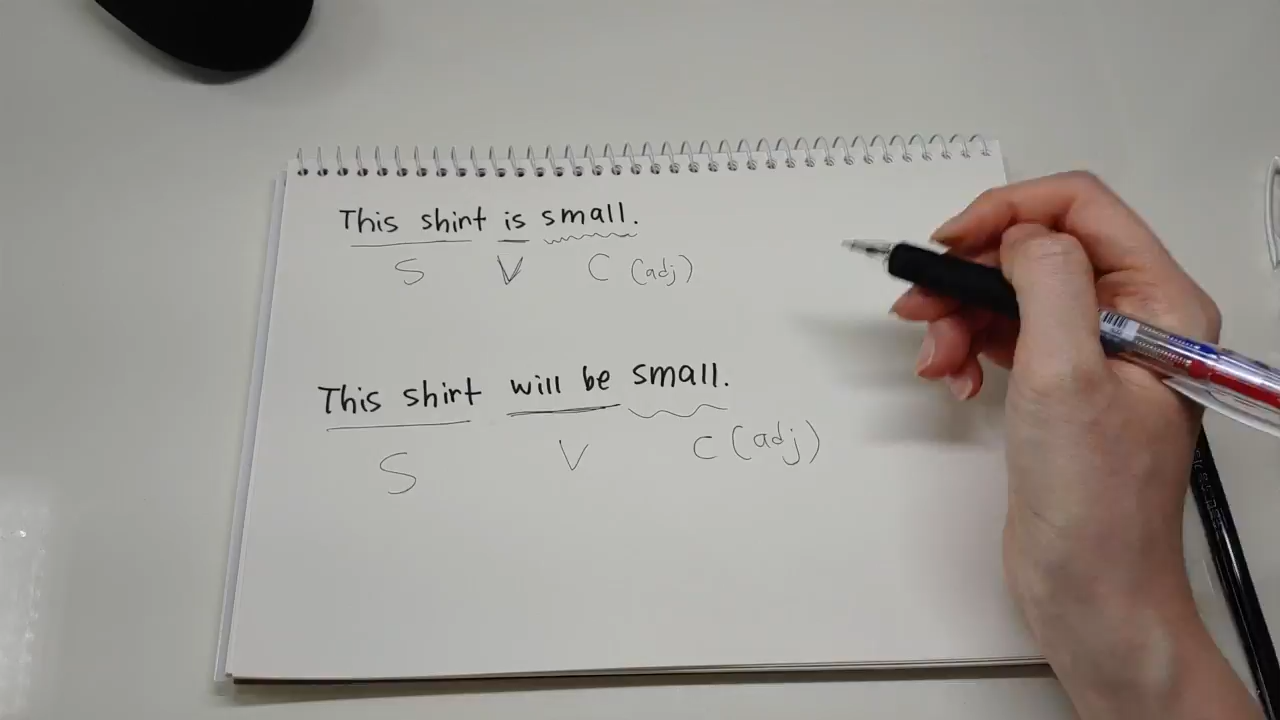 This shirt is small.
S V C (adj)
This shirt will be small.
S V C (adj)